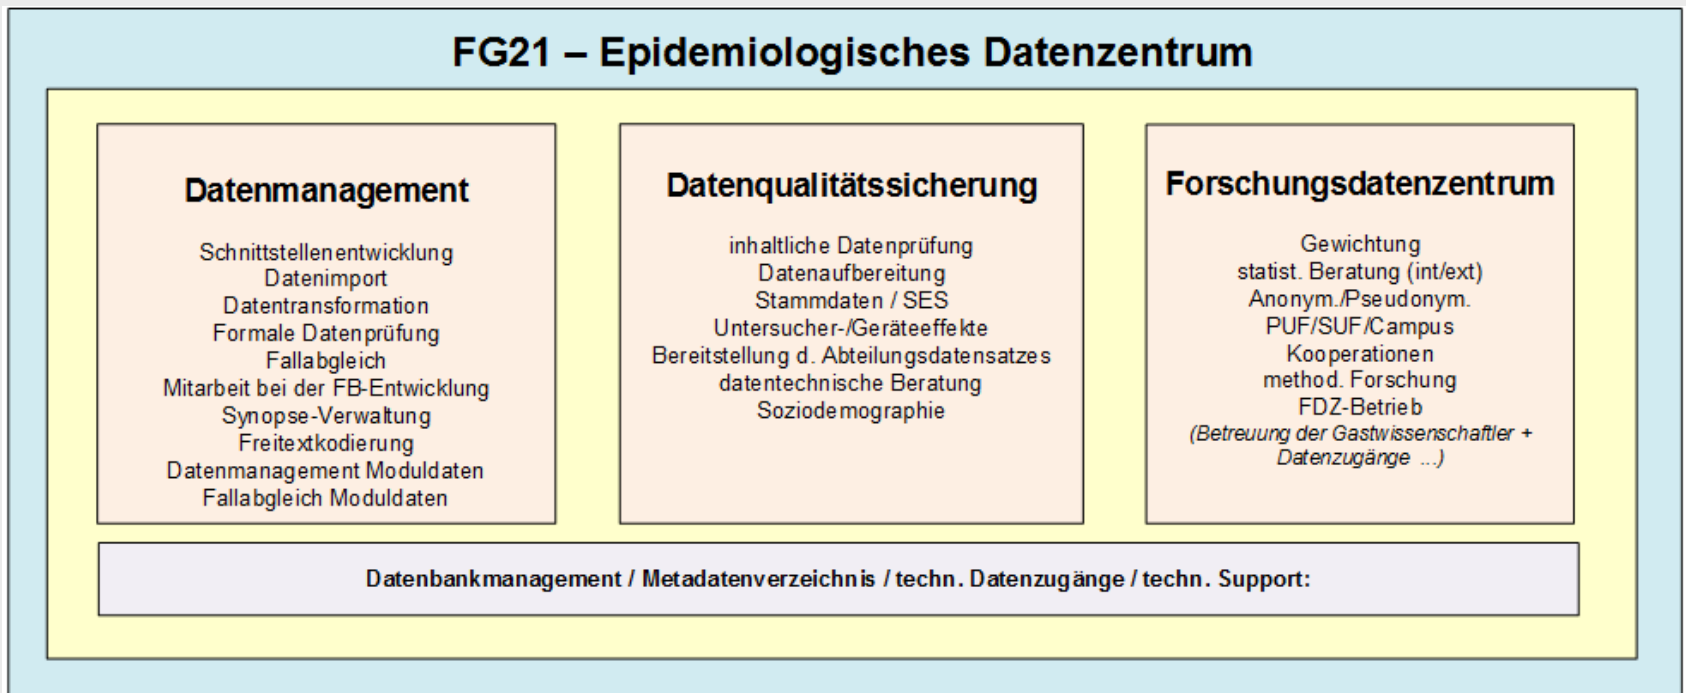 FG21 – Epidemiologisches Datenzentrum
Datenmanagement
Schnittstellenentwicklung
Datenimport
Datentransformation
Formale Datenprüfung
Fallabgleich
Mitarbeit bei der FB-Entwicklung
Synopse-Verwaltung
Freitextkodierung
Datenmanagement Moduldaten
Fallabgleich Moduldaten
Datenqualitätssicherung
inhaltliche Datenprüfung
Datenaufbereitung
Stammdaten / SES
Untersucher-/Geräteeffekte
Bereitstellung d. Abteilungsdatensatzes
datentechnische Beratung
Soziodemographie
Forschungsdatenzentrum
Gewichtung
statist. Beratung (int/ext)
Anonym./Pseudonym.
PUF/SUF/Campus
Kooperationen
method. Forschung
FDZ-Betrieb
(Betreuung der Gastwissenschaftler +
Datenzugänge ...)
Datenbankmanagement / Metadatenverzeichnis / techn. Datenzugänge / techn. Support: